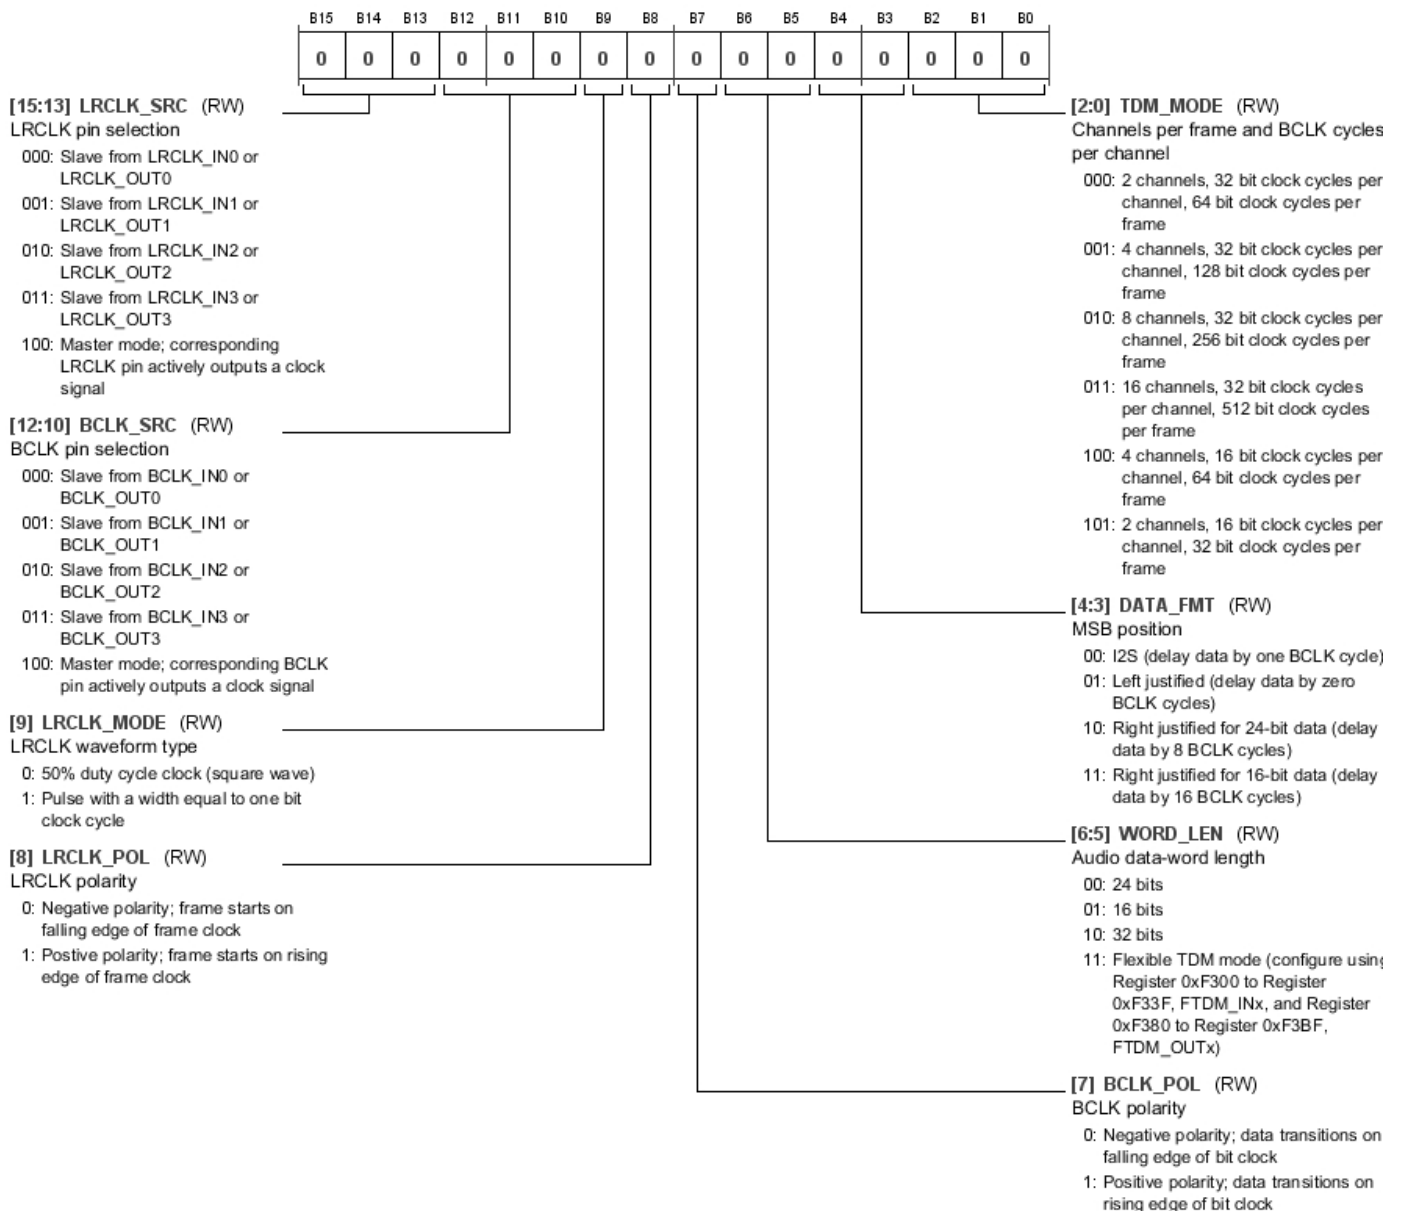 B15 B14 B13 B12 B11 B10 B9 B8 B7 B6 B5 B4 B3 B2 B1 B0
0 0 0 0 0 0 0 0 0 0 0 0 0 0 0 0
[15:13] LRCLK_SRC (RW)
LRCLK pin selection
000: Slave from LRCLK_IN0 or
LRCLK_OUT0
001: Slave from LRCLK_IN1 or
LRCLK_OUT1
010: Slave from LRCLK_IN2 or
LRCLK_OUT2
011: Slave from LRCLK_IN3 or
LRCLK_OUT3
100: Master mode; corresponding
LRCLK pin actively outputs a clock
signal
[12:10] BCLK_SRC (RW)
BCLK pin selection
000: Slave from BCLK_IN0 or
BCLK_OUT0
001: Slave from BCLK_IN1 or
BCLK_OUT1
010: Slave from BCLK_IN2 or
BCLK_OUT2
011: Slave from BCLK_IN3 or
BCLK_OUT3
100: Master mode; corresponding BCLK
pin actively outputs a clock signal
[9] LRCLK_MODE (RW)
LRCLK waveform type
0: 50% duty cycle clock (square wave)
1: Pulse with a width equal to one bit
clock cycle
[8] LRCLK_POL (RW)
LRCLK polarity
0: Negative polarity; frame starts on
falling edge of frame clock
1: Postive polarity; frame starts on rising
edge of frame clock
[2:0] TDM_MODE (RW)
Channels per frame and BCLK cycles
per channel
000: 2 channels, 32 bit clock cycles per
channel, 64 bit clock cycles per
frame
001: 4 channels, 32 bit clock cycles per
channel, 128 bit clock cycles per
frame
010: 8 channels, 32 bit clock cycles per
channel, 256 bit clock cycles per
frame
011: 16 channels, 32 bit clock cycles
per channel, 512 bit clock cycles
per frame
100: 4 channels, 16 bit clock cycles per
channel, 64 bit clock cycles per
frame
101: 2 channels, 16 bit clock cycles per
channel, 32 bit clock cycles per
frame
[4:3] DATA_FMT (RW)
MSB position
00: I2S (delay data by one BCLK cycle)
01: Left justified (delay data by zero
BCLK cycles)
10: Right justified for 24-bit data (delay
data by 8 BCLK cycles)
11: Right justified for 16-bit data (delay
data by 16 BCLK cycles)
[6:5] WORD_LEN (RW)
Audio data-word length
00: 24 bits
01: 16 bits
10: 32 bits
11: Flexible TDM mode (configure using
Register 0xF300 to Register
0xF33F, FTDM_INx, and Register
0xF380 to Register 0xF3BF,
FTDM_OUTx)
[7] BCLK_POL (RW)
BCLK polarity
0: Negative polarity; data transitions on
falling edge of bit clock
1: Positive polarity; data transitions on
rising edge of bit clock